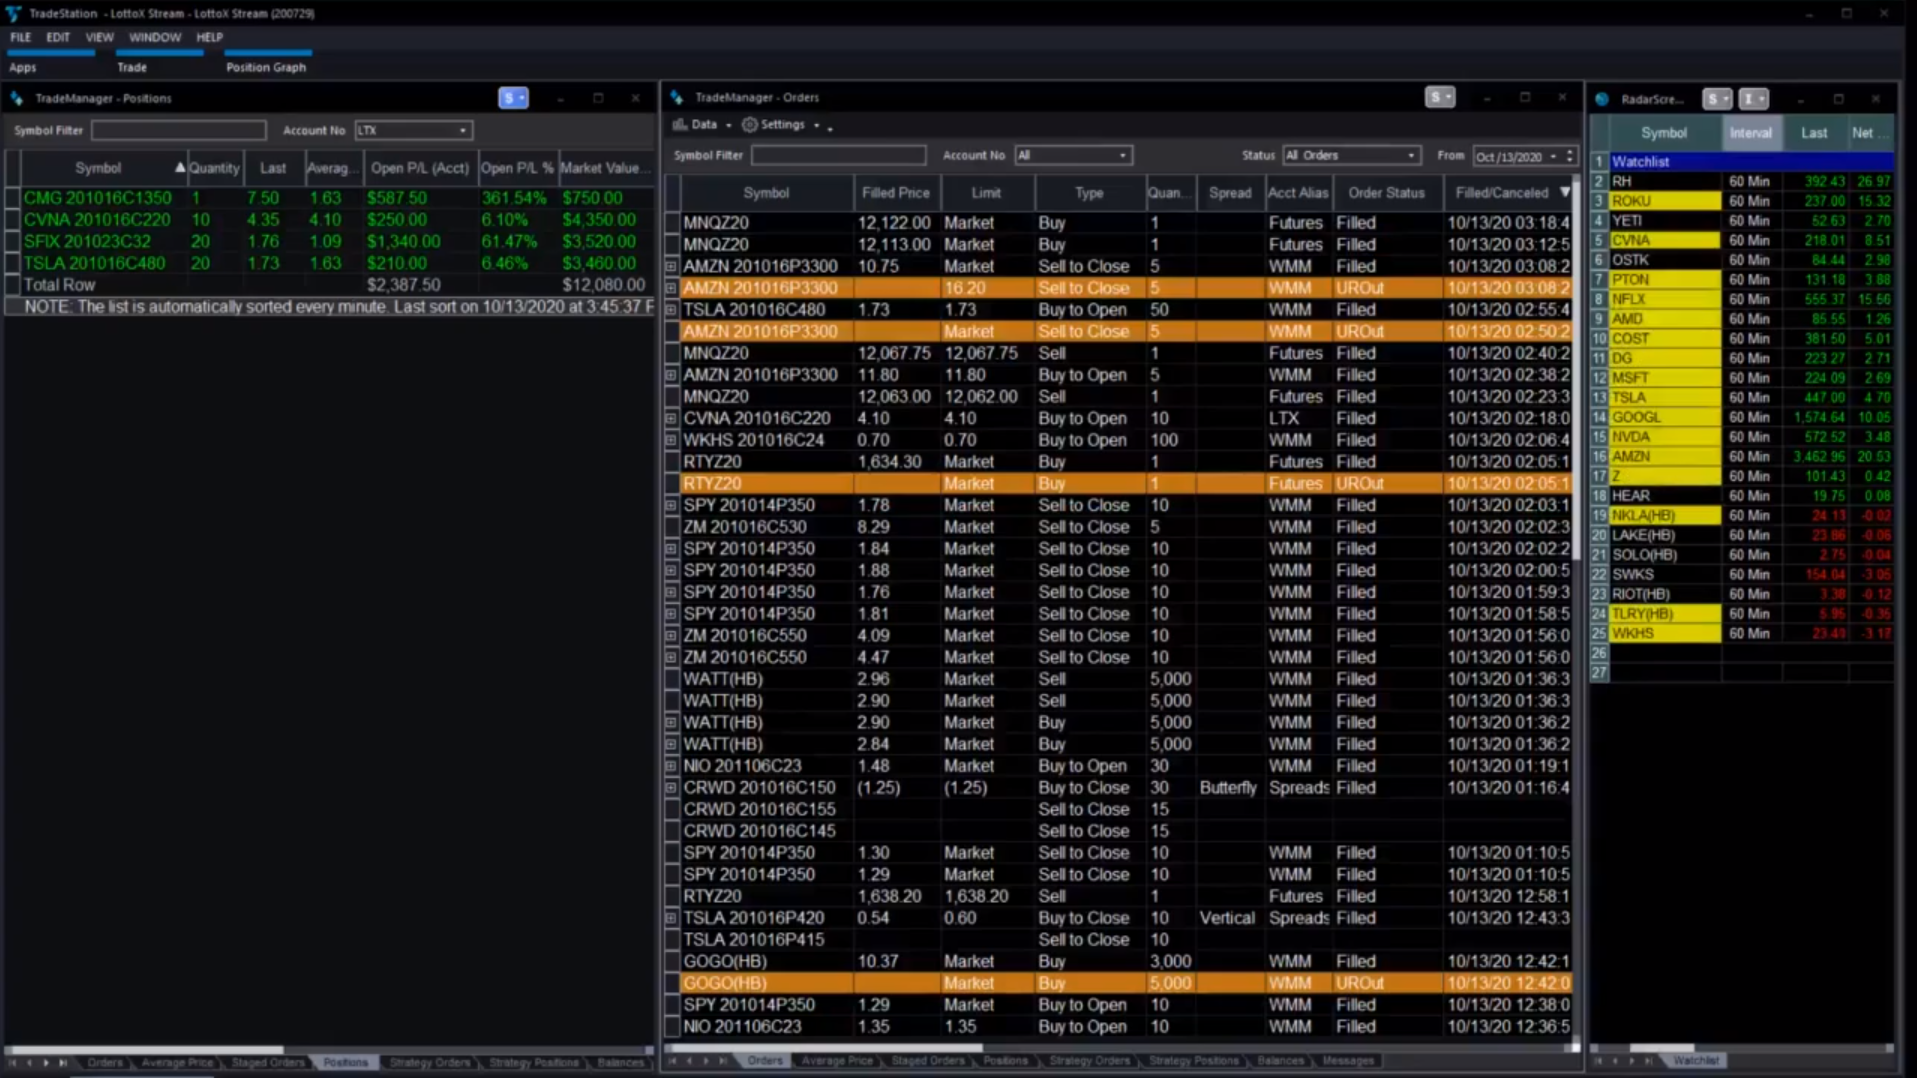 TradeStation - LottoX Stream - LottoX Stream (200729)
FILE EDIT VIEW WINDOW HELP
Apps Trade Position Graph
TradeManager - Positions
S
Symbol Filter Account No LTX
Symbol Quantity Last Averag... Open P/L (Acct) Open P/L % Market Value...
CMG 201016C1350 1 7.50 1.63 $587.50 361.54% $750.00
CVNA 201016C220 10 4.35 4.10 $250.00 6.10% $4,350.00
SFIX 201023C32 20 1.76 1.09 $1,340.00 61.47% $3,520.00
TSLA 201016C480 20 1.73 1.63 $210.00 6.46% $3,460.00
Total Row $2,387.50 $12,080.00
NOTE: The list is automatically sorted every minute. Last sort on 10/13/2020 at 3:45:37 P
Orders Average Price Staged Orders Positions Strategy Orders Strategy Positions Balances
TradeManager - Orders
S
Data Settings
Symbol Filter Account No All Status All Orders From Oct/13/2020
Symbol Filled Price Limit Type Quan... Spread Acct Alias Order Status Filled/Canceled
MNQZ20 12,122.00 Market Buy 1 Futures Filled 10/13/20 03:18:4
MNQZ20 12,113.00 Market Buy 1 Futures Filled 10/13/20 03:12:5
AMZN 201016P3300 10.75 Market Sell to Close 5 WMM Filled 10/13/20 03:08:2
AMZN 201016P3300 16.20 Sell to Close 5 WMM UROut 10/13/20 03:08:2
TSLA 201016C480 1.73 1.73 Buy to Open 50 WMM Filled 10/13/20 02:55:4
AMZN 201016P3300 Market Sell to Close 5 WMM UROut 10/13/20 02:50:2
MNQZ20 12,067.75 12,067.75 Sell 1 Futures Filled 10/13/20 02:40:2
AMZN 201016P3300 11.80 11.80 Buy to Open 5 WMM Filled 10/13/20 02:38:2
MNQZ20 12,063.00 12,062.00 Sell 1 Futures Filled 10/13/20 02:23:3
CVNA 201016C220 4.10 4.10 Buy to Open 10 LTX Filled 10/13/20 02:18:0
WKHS 201016C24 0.70 0.70 Buy to Open 100 WMM Filled 10/13/20 02:06:4
RTYZ20 1,634.30 Market Buy 1 Futures Filled 10/13/20 02:05:1
RTYZ20 Market Buy 1 Futures UROut 10/13/20 02:05:1
SPY 201014P350 1.78 Market Sell to Close 10 WMM Filled 10/13/20 02:03:1
ZM 201016C530 8.29 Market Sell to Close 5 WMM Filled 10/13/20 02:02:3
SPY 201014P350 1.84 Market Sell to Close 10 WMM Filled 10/13/20 02:02:2
SPY 201014P350 1.88 Market Sell to Close 10 WMM Filled 10/13/20 02:00:5
SPY 201014P350 1.76 Market Sell to Close 10 WMM Filled 10/13/20 01:59:3
SPY 201014P350 1.81 Market Sell to Close 10 WMM Filled 10/13/20 01:58:5
ZM 201016C550 4.09 Market Sell to Close 10 WMM Filled 10/13/20 01:56:0
ZM 201016C550 4.47 Market Sell to Close 10 WMM Filled 10/13/20 01:56:0
WATT(HB) 2.96 Market Sell 5,000 WMM Filled 10/13/20 01:36:3
WATT(HB) 2.90 Market Sell 5,000 WMM Filled 10/13/20 01:36:3
WATT(HB) 2.90 Market Buy 5,000 WMM Filled 10/13/20 01:36:2
WATT(HB) 2.84 Market Buy 5,000 WMM Filled 10/13/20 01:36:2
NIO 201106C23 1.48 Market Buy to Open 30 WMM Filled 10/13/20 01:19:1
CRWD 201016C150 (1.25) (1.25) Buy to Close 30 Butterfly Spreads Filled 10/13/20 01:16:4
CRWD 201016C155 Sell to Close 15
CRWD 201016C145 Sell to Close 15
SPY 201014P350 1.30 Market Sell to Close 10 WMM Filled 10/13/20 01:10:5
SPY 201014P350 1.29 Market Sell to Close 10 WMM Filled 10/13/20 01:10:5
RTYZ20 1,638.20 1,638.20 Sell 1 Futures Filled 10/13/20 12:58:1
TSLA 201016P420 0.54 0.60 Buy to Close 10 Vertical Spreads Filled 10/13/20 12:43:3
TSLA 201016P415 Sell to Close 10
GOGO(HB) 10.37 Market Buy 3,000 WMM Filled 10/13/20 12:42:1
GOGO(HB) Market Buy 5,000 WMM UROut 10/13/20 12:42:0
SPY 201014P350 1.29 Market Buy to Open 10 WMM Filled 10/13/20 12:38:0
NIO 201106C23 1.35 1.35 Buy to Open 10 WMM Filled 10/13/20 12:36:5
Orders Average Price Staged Orders Positions Strategy Orders Strategy Positions Balances Messages
RadarScre... S I
Symbol Interval Last Net ...
1 Watchlist
2 RH 60 Min 392.43 26.97
3 ROKU 60 Min 237.00 15.32
4 YETI 60 Min 52.63 2.70
5 CVNA 60 Min 218.01 8.51
6 OSTK 60 Min 84.44 2.98
7 PTON 60 Min 131.18 3.88
8 NFLX 60 Min 555.37 15.56
9 AMD 60 Min 85.55 1.26
10 COST 60 Min 381.50 5.01
11 DG 60 Min 223.27 2.71
12 MSFT 60 Min 224.09 2.69
13 TSLA 60 Min 447.09 4.70
14 GOOGL 60 Min 1,574.64 10.05
15 NVDA 60 Min 572.52 3.48
16 AMZN 60 Min 3,462.96 20.53
17 Z 60 Min 101.43 0.42
18 HEAR 60 Min 19.75 0.08
19 NKLA(HB) 60 Min 24.13 -0.02
20 LAKE(HB) 60 Min 23.86 -0.06
21 SOLO(HB) 60 Min 2.75 -0.04
22 SWKS 60 Min 154.04 -3.05
23 RIOT(HB) 60 Min 3.38 -0.12
24 TLRY(HB) 60 Min 5.95 -0.35
25 WKHS 60 Min 23.49 -3.17
26
27
Watchlist